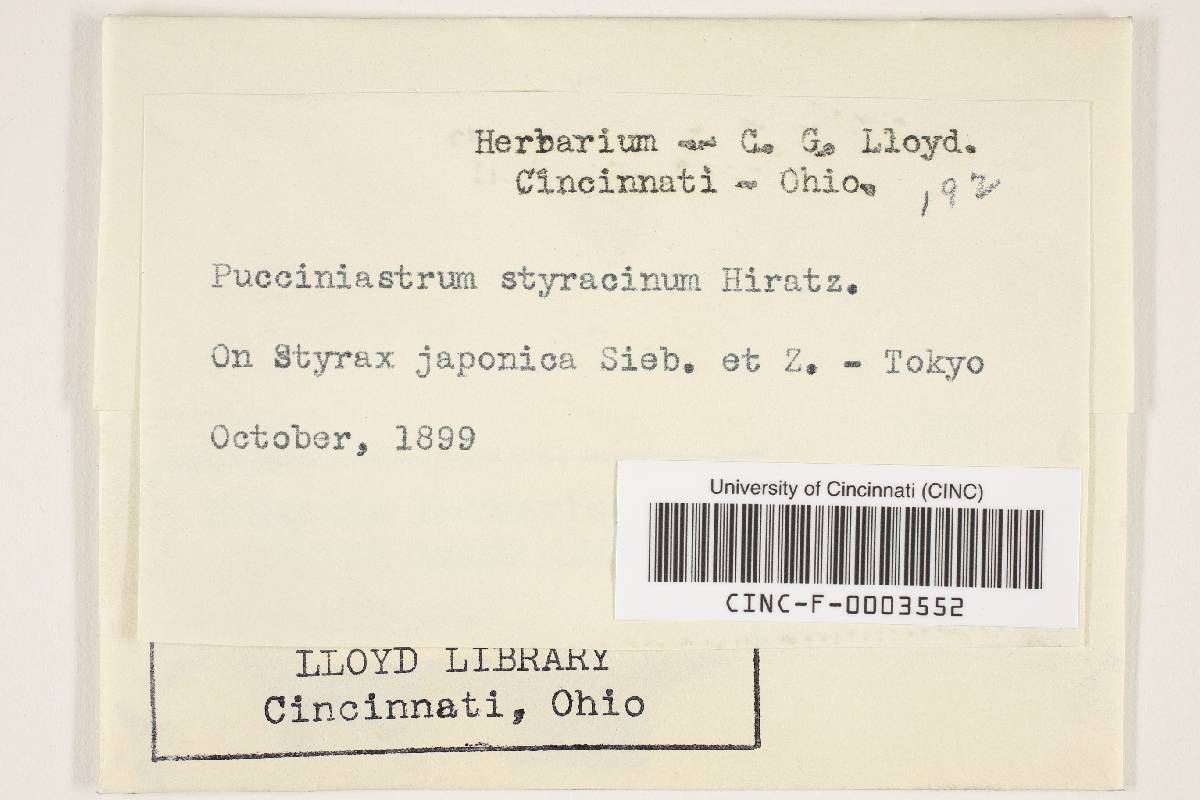 Herbarium -- C. G. Lloyd.
Cincinnati - Ohio.
192
Pucciniastrum styracinum Hiratz.
On Styrax japonica Sieb. et Z. - Tokyo
October, 1899
University of Cincinnati (CINC)
CINC-F-0003552
LLOYD LIBRARY
Cincinnati, Ohio